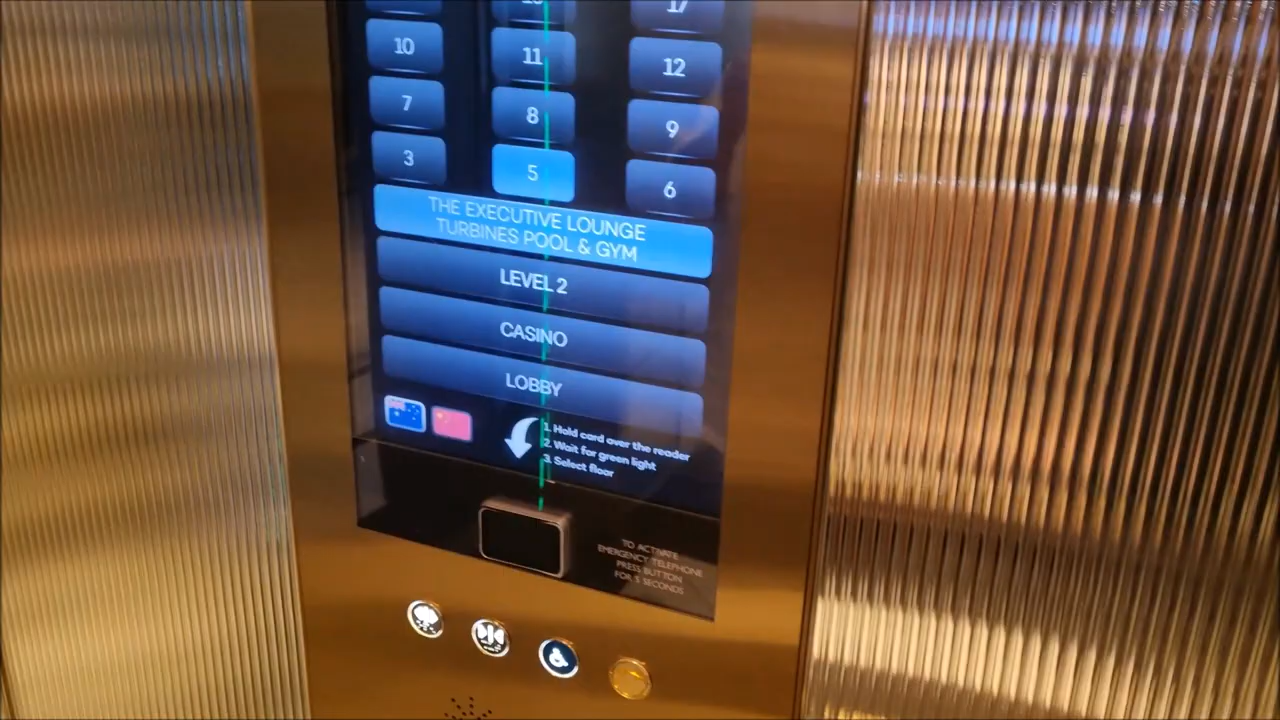 17
10
11
12
7
8
9
3
5
6
THE EXECUTIVE LOUNGE
TURBINES POOL & GYM
LEVEL 2
CASINO
LOBBY
1. Hold card over the reader
2. Wait for green light
3. Select floor
TO ACTIVATE
EMERGENCY TELEPHONE
PRESS BUTTON
FOR 3 SECONDS